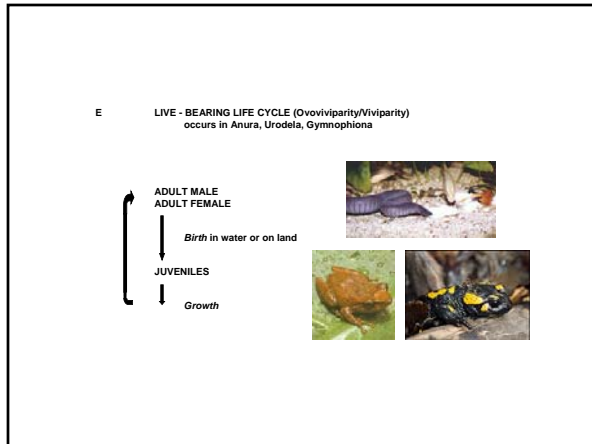 E LIVE - BEARING LIFE CYCLE (Ovoviviparity/Viviparity)
occurs in Anura, Urodela, Gymnophiona
ADULT MALE
ADULT FEMALE
Birth in water or on land
JUVENILES
Growth